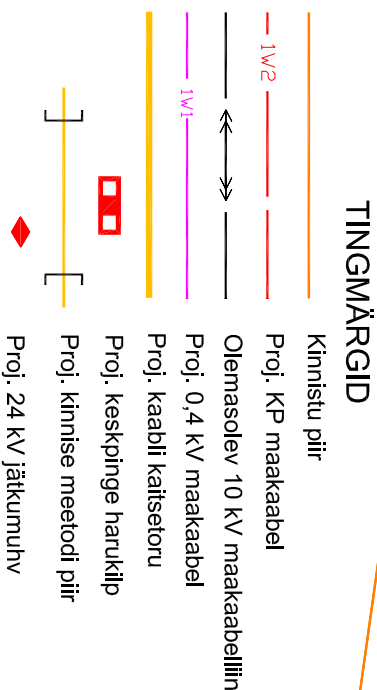 TINGMÄRGID
Kinnistu piir
1W2
Proj. KP maakaabel
Olemasolev 10 kV maakaabelliin
1W1
Proj. 0,4 kV maakaabel
Proj. kaabli kaitsetoru
Proj. keskpinge harukilp
Proj. kinnise meetodi piir
Proj. 24 kV jätkumuhv